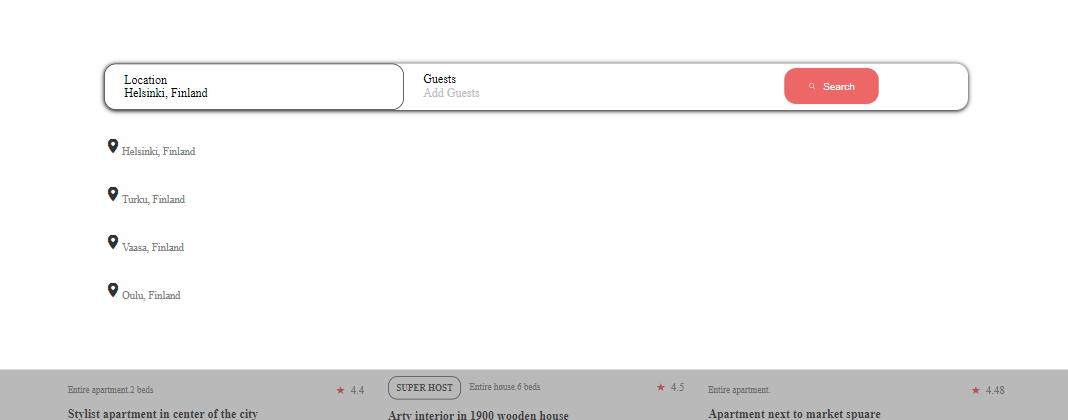 Location
Helsinki, Finland
Guests
Add Guests
Search
Helsinki, Finland
Turku, Finland
Vaasa, Finland
Oulu, Finland
Entire apartment.2 beds
4.4
Stylist apartment in center of the city
SUPER HOST
Entire house.6 beds
4.5
Arty interior in 1900 wooden house
Entire apartment.
4.48
Apartment next to market spuare